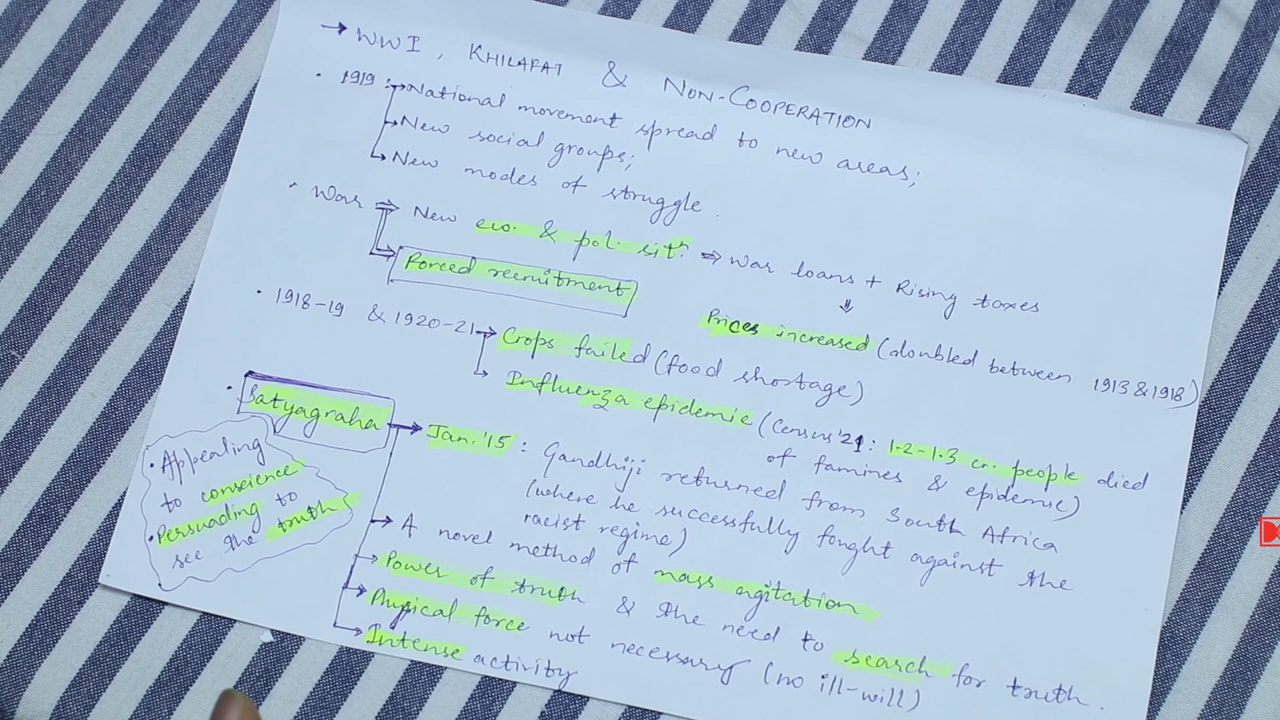 → WWI, KHILAFAT & NON-COOPERATION
• 1919 : → National movement spread to new areas;
→ New social groups;
→ New modes of struggle.
• War ⇒ New eco. & pol. sitⁿ. ⇒ War loans + Rising taxes
⇓
Forced recruitment
Prices increased (doubled between 1913 & 1918)
• 1918-19 & 1920-21 → Crops failed (food shortage)
→ Influenza epidemic (Census '21: 1.2-1.3 cr. people died
of famines & epidemic)
• Satyagraha → Jan. '15 : Gandhiji returned from South Africa
(where he successfully fought against the
racist regime)
→ A novel method of mass agitation
→ Power of truth & the need to search for truth.
→ Physical force not necessary (no ill-will)
→ Intense activity
• Appealing
to conscience
• Persuading to
see the truth